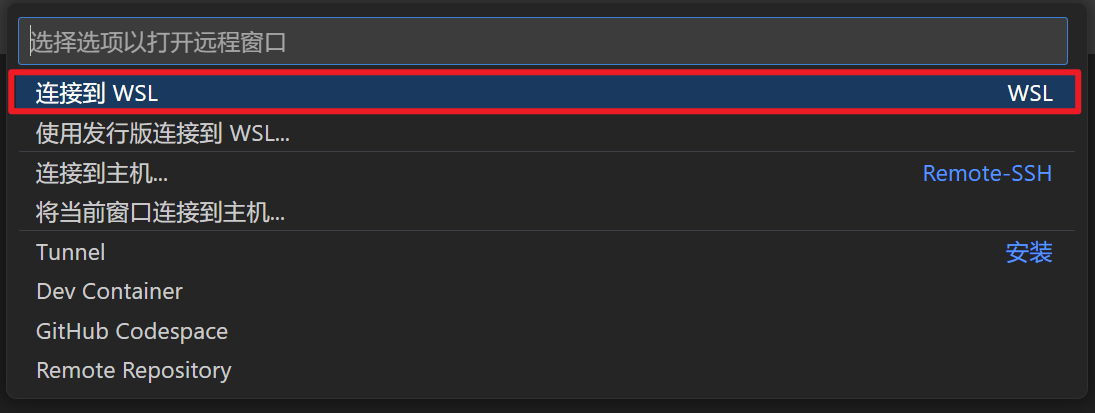 选择选项以打开远程窗口
连接到 WSL WSL
使用发行版连接到 WSL...
连接到主机... Remote-SSH
将当前窗口连接到主机...
Tunnel 安装
Dev Container
GitHub Codespace
Remote Repository